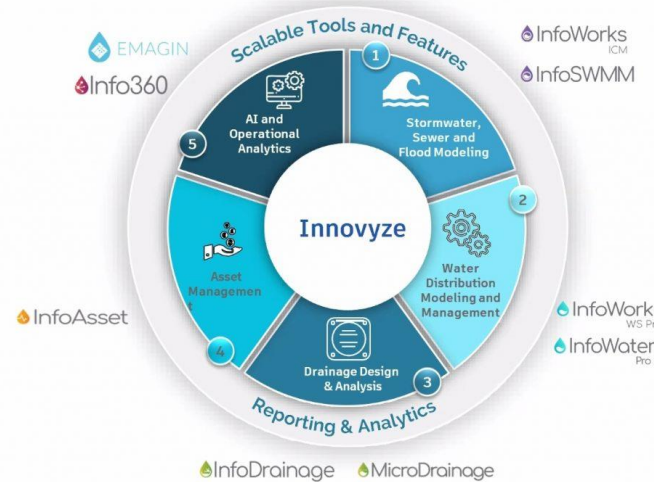 Scalable Tools and Features
EMAGIN
Info360
InfoWorks
ICM
InfoSWMM
1
Stormwater,
Sewer and
Flood Modeling
5
AI and
Operational
Analytics
Innovyze
2
Water
Distribution
Modeling and
Management
Asset
Managemen
t
4
InfoAsset
InfoWork
WS Pr
InfoWater
Pro
Drainage Design
& Analysis
3
Reporting & Analytics
InfoDrainage
MicroDrainage